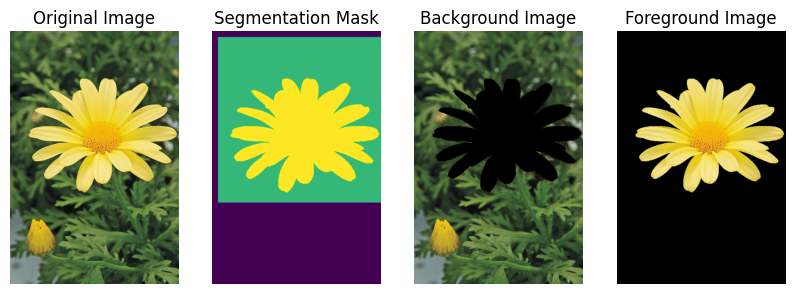 Original Image
Segmentation Mask
Background Image
Foreground Image